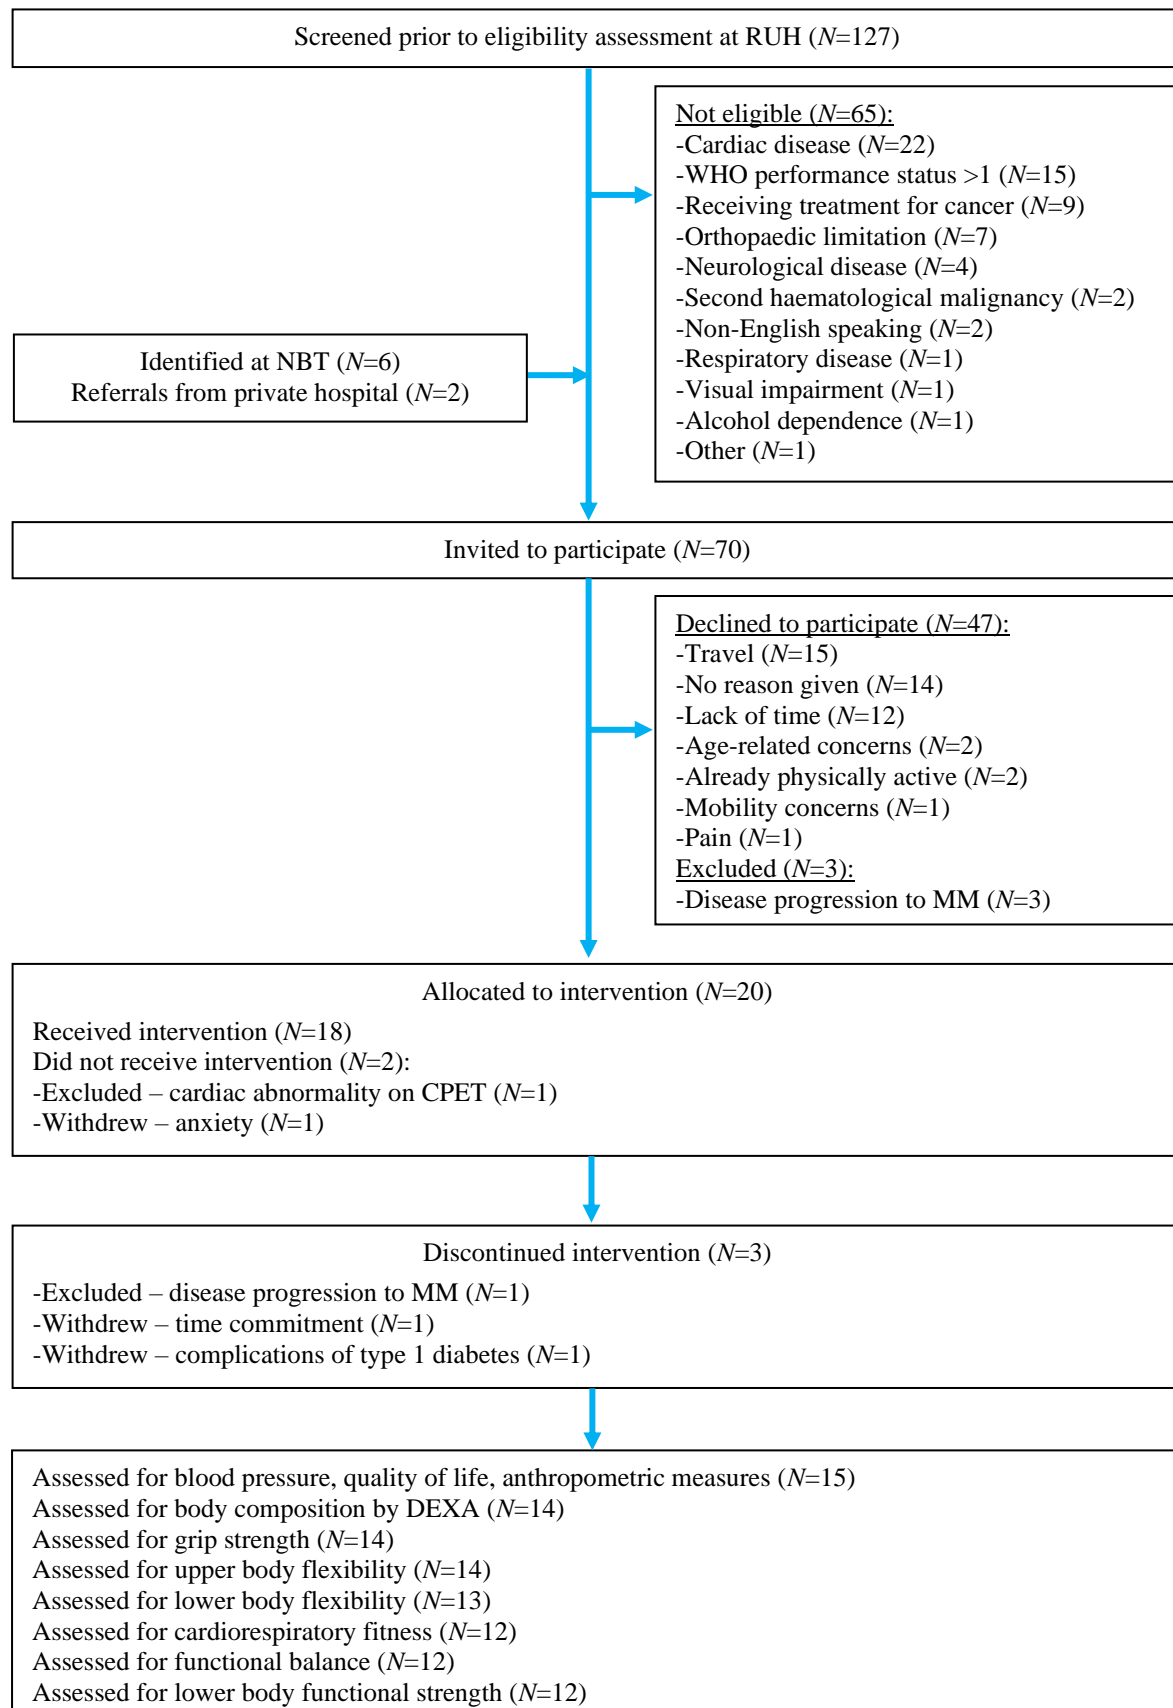 Screened prior to eligibility assessment at RUH (N=127)
Not eligible (N=65):
-Cardiac disease (N=22)
-WHO performance status >1 (N=15)
-Receiving treatment for cancer (N=9)
-Orthopaedic limitation (N=7)
-Neurological disease (N=4)
-Second haematological malignancy (N=2)
-Non-English speaking (N=2)
-Respiratory disease (N=1)
-Visual impairment (N=1)
-Alcohol dependence (N=1)
-Other (N=1)
Identified at NBT (N=6)
Referrals from private hospital (N=2)
Invited to participate (N=70)
Declined to participate (N=47):
-Travel (N=15)
-No reason given (N=14)
-Lack of time (N=12)
-Age-related concerns (N=2)
-Already physically active (N=2)
-Mobility concerns (N=1)
-Pain (N=1)
Excluded (N=3):
-Disease progression to MM (N=3)
Allocated to intervention (N=20)
Received intervention (N=18)
Did not receive intervention (N=2):
-Excluded – cardiac abnormality on CPET (N=1)
-Withdrew – anxiety (N=1)
Discontinued intervention (N=3)
-Excluded – disease progression to MM (N=1)
-Withdrew – time commitment (N=1)
-Withdrew – complications of type 1 diabetes (N=1)
Assessed for blood pressure, quality of life, anthropometric measures (N=15)
Assessed for body composition by DEXA (N=14)
Assessed for grip strength (N=14)
Assessed for upper body flexibility (N=14)
Assessed for lower body flexibility (N=13)
Assessed for cardiorespiratory fitness (N=12)
Assessed for functional balance (N=12)
Assessed for lower body functional strength (N=12)